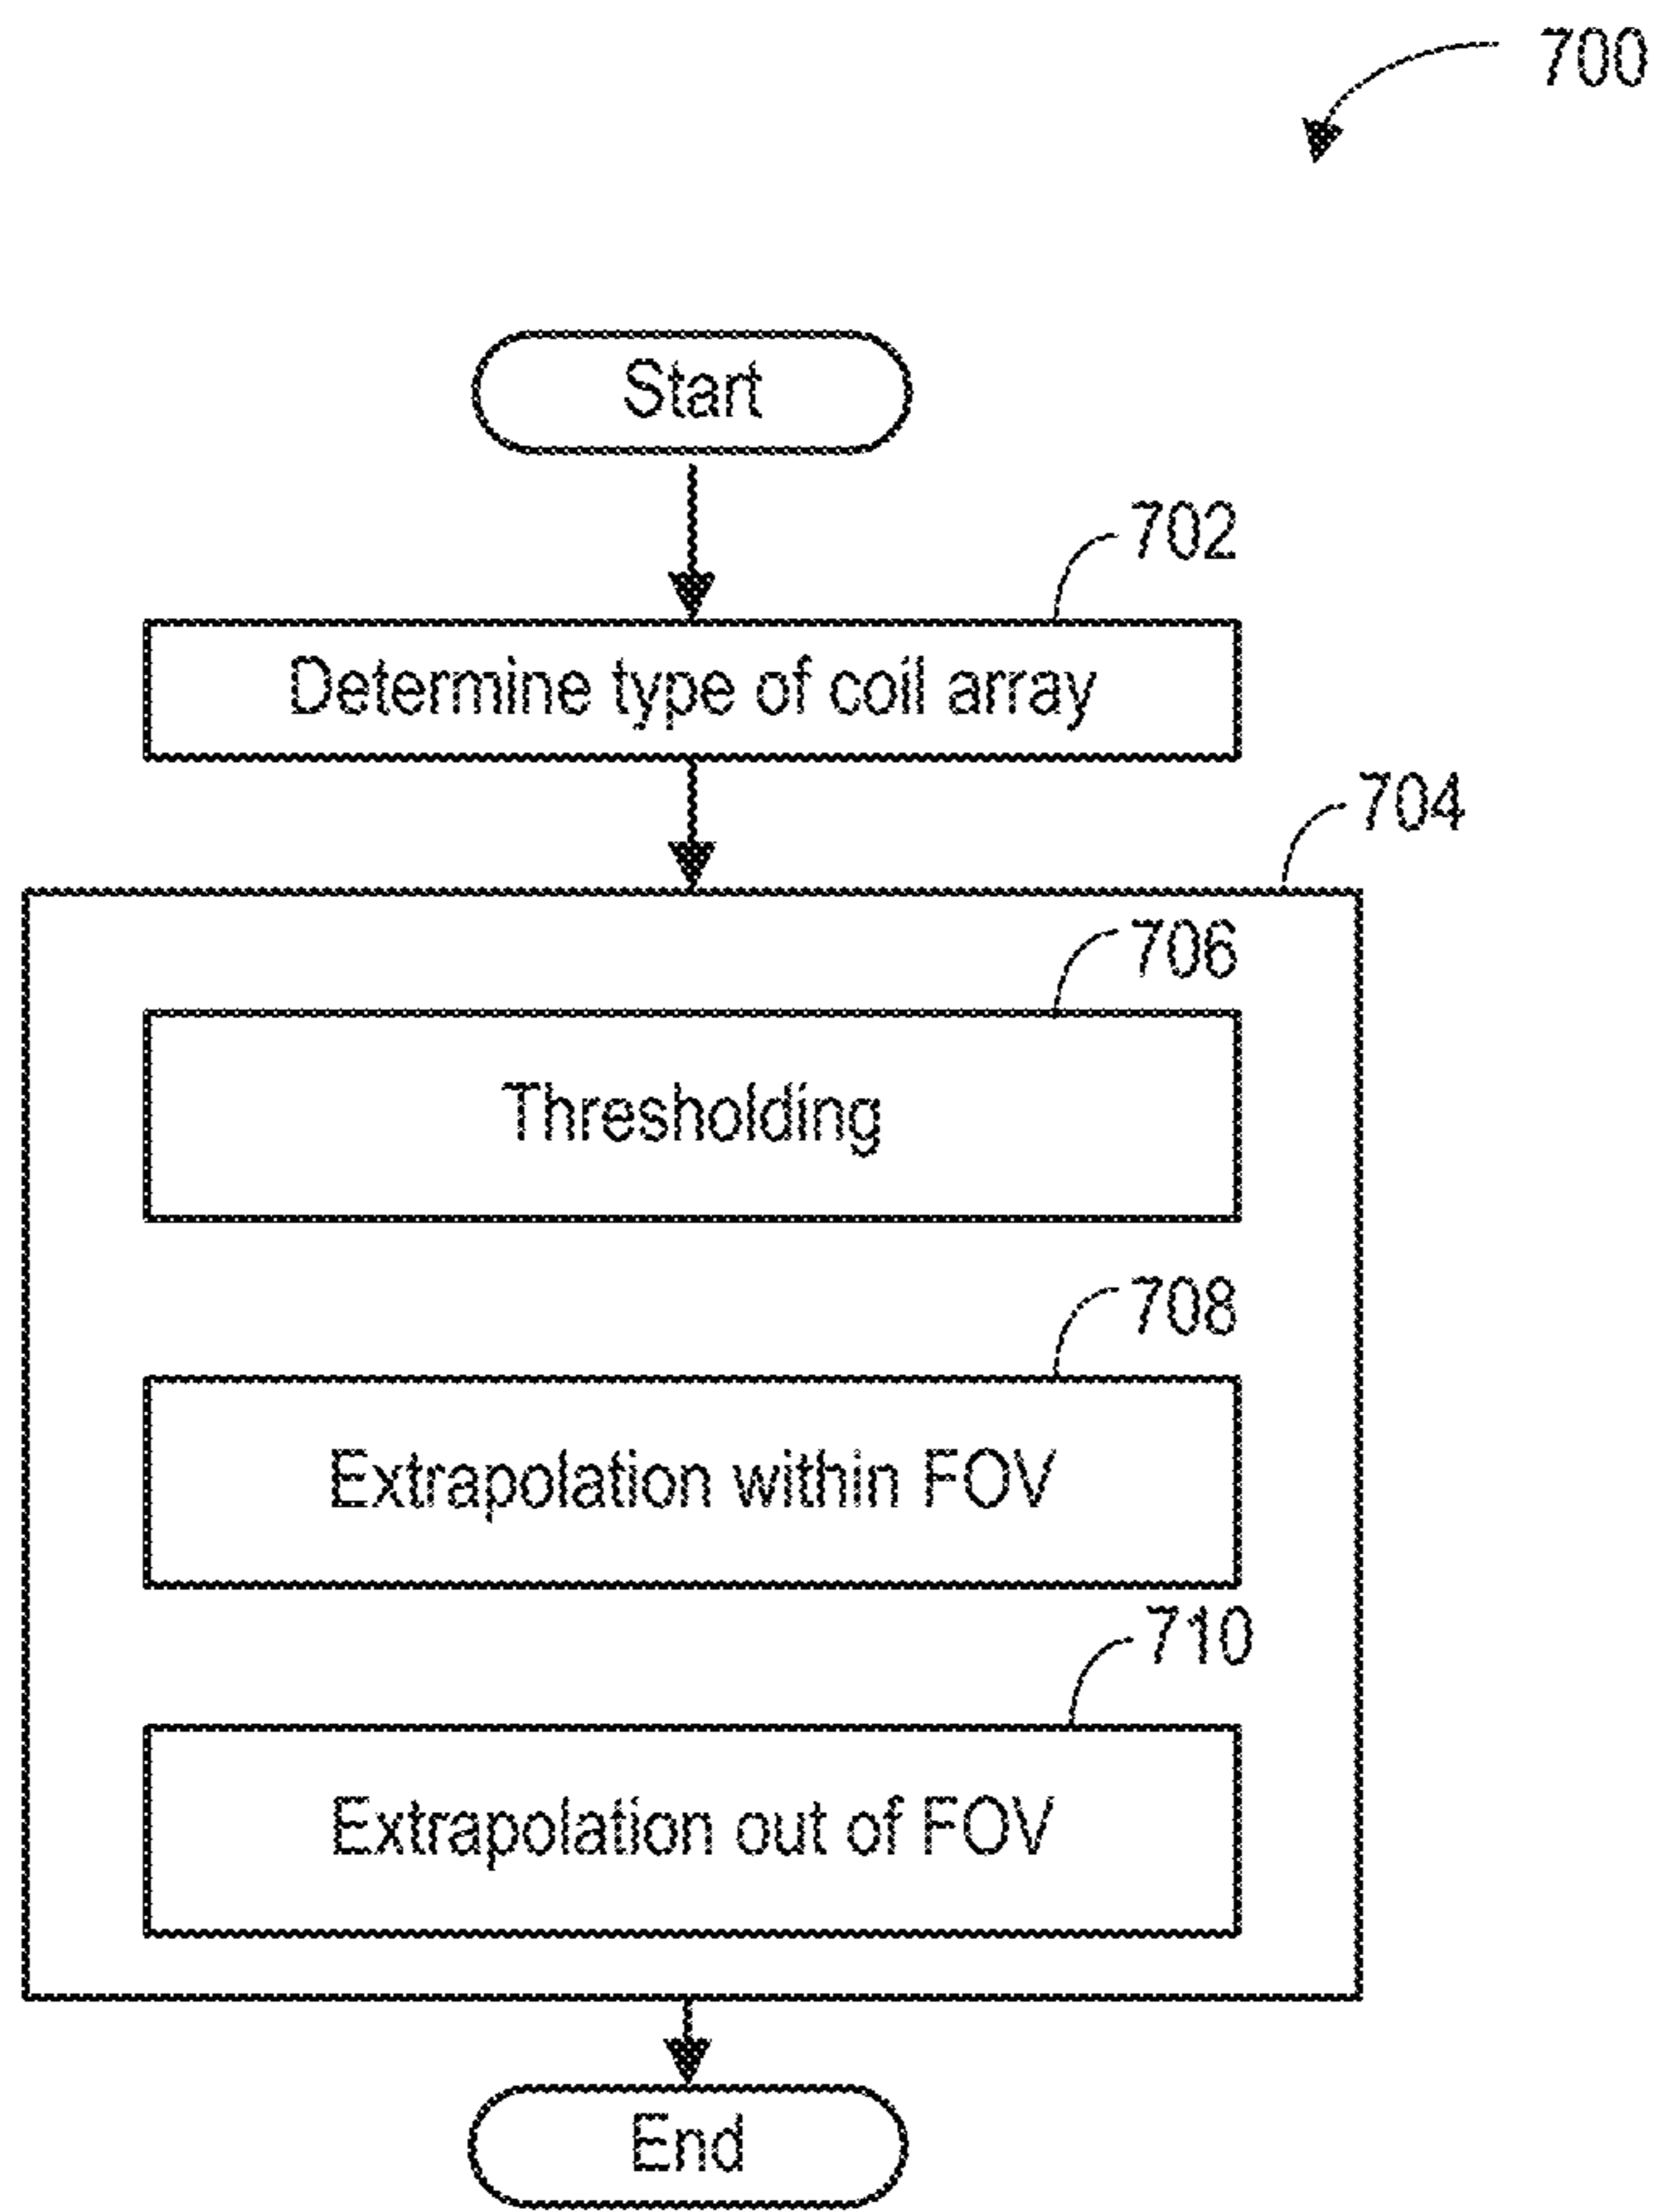 700
Start
702
Determine type of coil array
704
706
Thresholding
708
Extrapolation within FOV
710
Extrapolation out of FOV
End